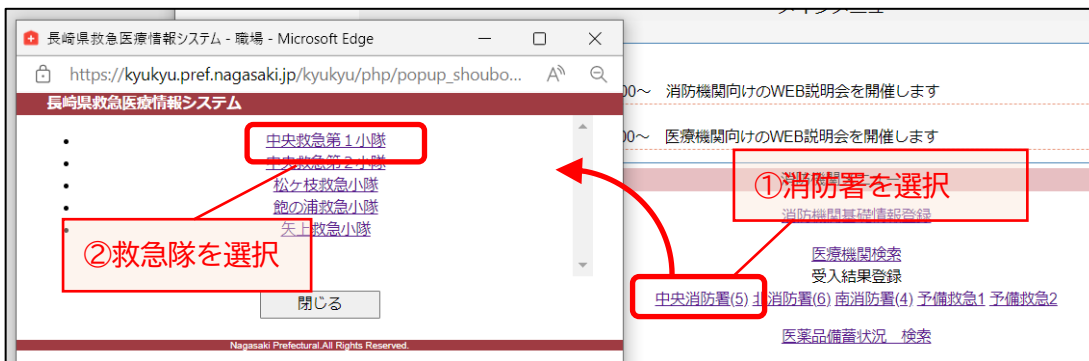 長崎県救急医療情報システム - 職場 - Microsoft Edge
https://kyukyu.pref.nagasaki.jp/kyukyu/php/popup_shoubo...
長崎県救急医療情報システム
中央救急第１小隊
中央救急第２小隊
松ヶ枝救急小隊
飽の浦救急小隊
矢上救急小隊
②救急隊を選択
閉じる
Nagasaki Prefectural.All Rights Reserved.
00～ 消防機関向けのWEB説明会を開催します
00～ 医療機関向けのWEB説明会を開催します
①消防署を選択
消防機関基礎情報登録
医療機関検索
受入結果登録
中央消防署(5) 北消防署(6) 南消防署(4) 予備救急1 予備救急2
医薬品備蓄状況 検索